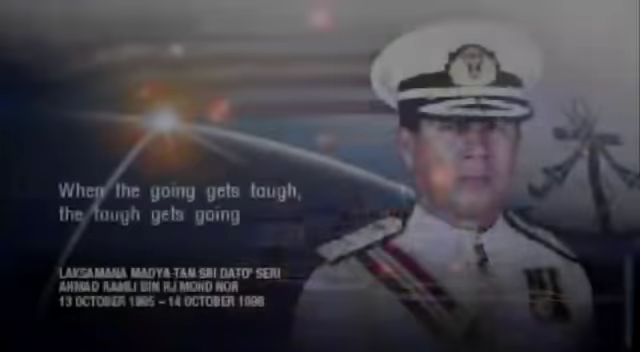 When the going gets tough,
the tough gets going
LAKSAMANA MADYA TAN SRI DATO' SERI
AHMAD RAMLI BIN RJ MOHD NOR
13 OCTOBER 1995 – 14 OCTOBER 1998